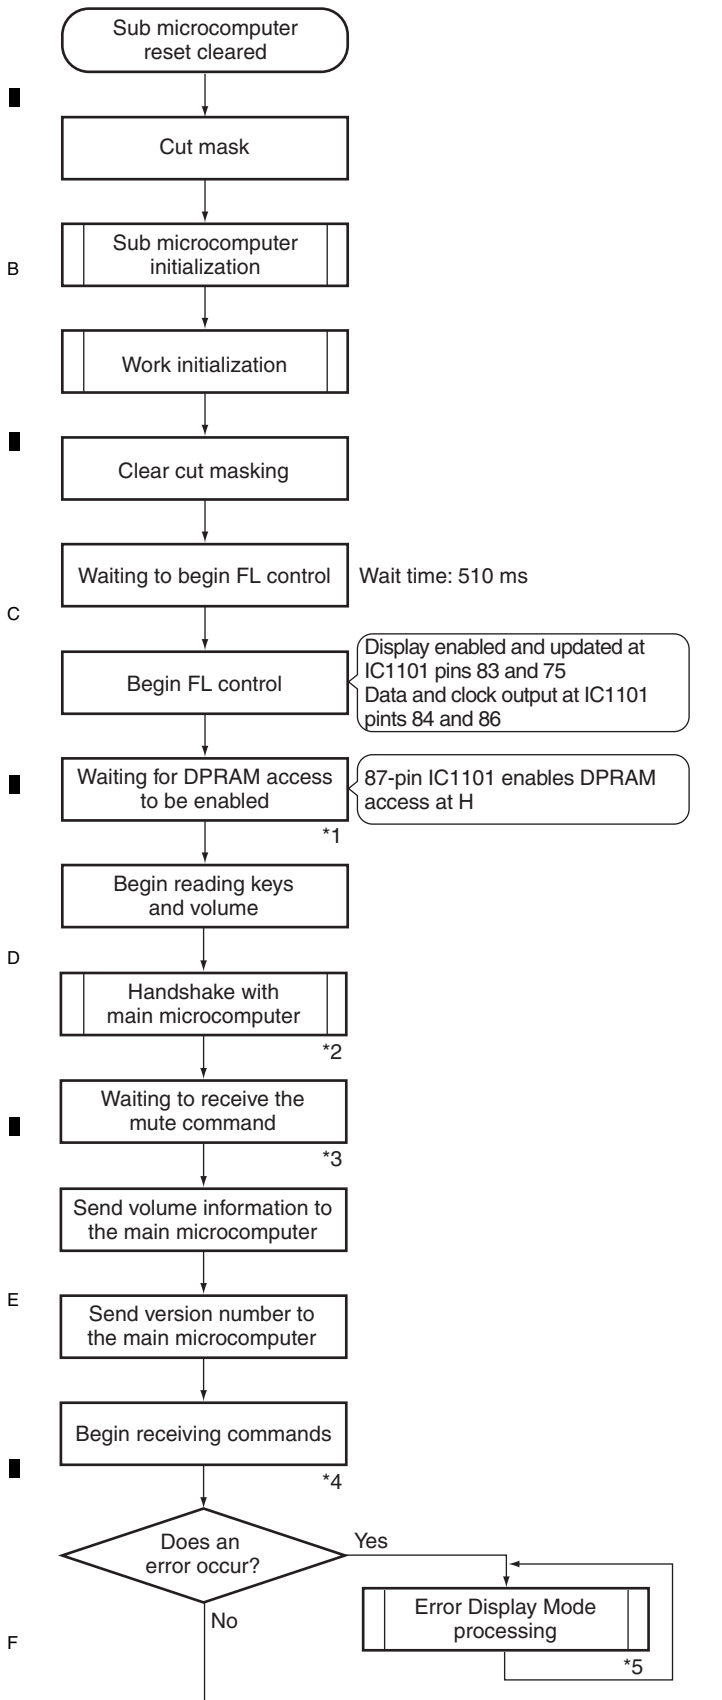 Sub microcomputer
reset cleared
Cut mask
Sub microcomputer
initialization
B
Work initialization
Clear cut masking
Waiting to begin FL control
Wait time: 510 ms
C
Begin FL control
Display enabled and updated at
IC1101 pins 83 and 75
Data and clock output at IC1101
pints 84 and 86
Waiting for DPRAM access
to be enabled
87-pin IC1101 enables DPRAM
access at H
*1
Begin reading keys
and volume
D
Handshake with
main microcomputer
*2
Waiting to receive the
mute command
*3
Send volume information to
the main microcomputer
E
Send version number to
the main microcomputer
Begin receiving commands
*4
Does an
error occur?
Yes
No
Error Display Mode
processing
F
*5